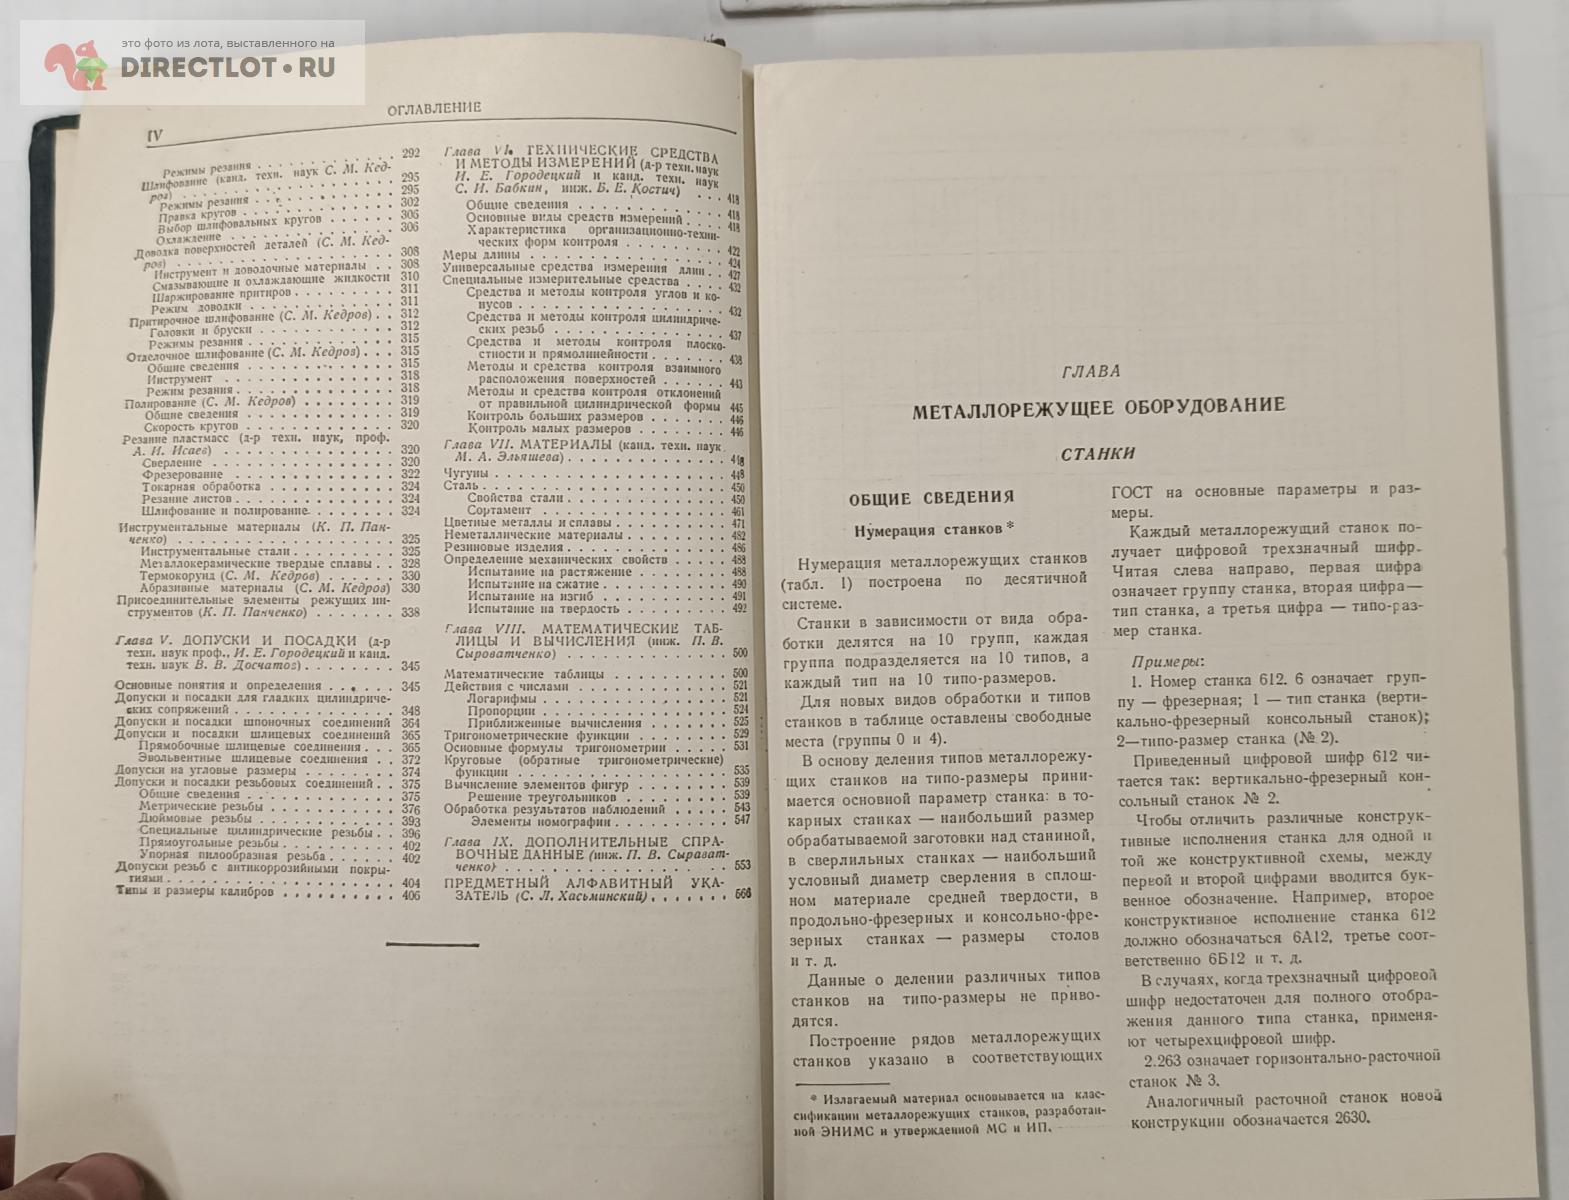 это фото из лота, выставленного на
DIRECTLOT•RU
IV
ОГЛАВЛЕНИЕ
Режимы резания . . . 292
Шлифование (канд. техн. наук С. М. Кед-
ров) . . . 295
Режимы резания . . . 295
Правка кругов . . . 302
Выбор шлифовальных кругов . . . 306
Охлаждение . . . 306
Доводка поверхностей деталей (С. М. Кед-
ров) . . . 308
Инструмент и доводочные материалы . . 308
Смазывающие и охлаждающие жидкости 310
Шаржирование притиров . . . 311
Режим доводки . . . 311
Притирочное шлифование (С. М. Кедров) . . 312
Головки и бруски . . . 312
Режимы резания . . . 315
Отделочное шлифование (С. М. Кедров) . . . 315
Общие сведения . . . 315
Инструмент . . . 318
Режим резания . . . 318
Полирование (С. М. Кедров) . . . 319
Общие сведения . . . 319
Скорость кругов . . . 320
Резание пластмасс (д-р техн. наук, проф.
А. И. Исаев) . . . 320
Сверление . . . 320
Фрезерование . . . 322
Токарная обработка . . . 324
Резание листов . . . 324
Шлифование и полирование . . . 324
Инструментальные материалы (К. П. Пан-
ченко) . . . 325
Инструментальные стали . . . 325
Металлокерамические твердые сплавы . . 328
Термокорунд (С. М. Кедров) . . . 330
Абразивные материалы (С. М. Кедров) 330
Присоединительные элементы режущих ин-
струментов (К. П. Панченко) . . . 338
Глава V. ДОПУСКИ И ПОСАДКИ (д-р
техн. наук проф., И. Е. Городецкий и канд.
техн. наук В. В. Досчатов) . . . 345
Основные понятия и определения . . . 345
Допуски и посадки для гладких цилиндриче-
ских сопряжений . . . 348
Допуски и посадки шпоночных соединений 364
Допуски и посадки шлицевых соединений 365
Прямобочные шлицевые соединения . . . 365
Эвольвентные шлицевые соединения . . 372
Допуски на угловые размеры . . . 374
Допуски и посадки резьбовых соединений . . 375
Общие сведения . . . 375
Метрические резьбы . . . 376
Дюймовые резьбы . . . 393
Специальные цилиндрические резьбы . . 396
Прямоугольные резьбы . . . 402
Упорная пилообразная резьба . . . 402
Допуски резьб с антикоррозийными покры-
тиями . . . 404
Типы и размеры калибров . . . 406
Глава VI. ТЕХНИЧЕСКИЕ СРЕДСТВА
И МЕТОДЫ ИЗМЕРЕНИЙ (д-р техн. наук
И. Е. Городецкий и канд. техн. наук
С. И. Бабкин, инж. Б. Е. Костич) . . . 418
Общие сведения . . . 418
Основные виды средств измерений . . . 418
Характеристика организационно-техни-
ческих форм контроля . . . 422
Меры длины . . . 424
Универсальные средства измерения длин . . 427
Специальные измерительные средства . . . 432
Средства и методы контроля углов и ко-
нусов . . . 432
Средства и методы контроля цилиндриче-
ских резьб . . . 437
Средства и методы контроля плоско-
стности и прямолинейности . . . 438
Методы и средства контроля взаимного
расположения поверхностей . . . 443
Методы и средства контроля отклонений
от правильной цилиндрической формы 445
Контроль больших размеров . . . 446
Контроль малых размеров . . . 446
Глава VII. МАТЕРИАЛЫ (канд. техн. наук
М. А. Эльяшева) . . . 448
Чугуны . . . 448
Сталь . . . 450
Свойства стали . . . 450
Сортамент . . . 461
Цветные металлы и сплавы . . . 471
Неметаллические материалы . . . 482
Резиновые изделия . . . 486
Определение механических свойств . . . 488
Испытание на растяжение . . . 488
Испытание на сжатие . . . 490
Испытание на изгиб . . . 491
Испытание на твердость . . . 492
Глава VIII. МАТЕМАТИЧЕСКИЕ ТАБ-
ЛИЦЫ И ВЫЧИСЛЕНИЯ (инж. П. В.
Сыроватченко) . . . 500
Математические таблицы . . . 500
Действия с числами . . . 521
Логарифмы . . . 521
Пропорции . . . 524
Приближенные вычисления . . . 525
Тригонометрические функции . . . 529
Основные формулы тригонометрии . . . 531
Круговые (обратные тригонометрические)
функции . . . 535
Вычисление элементов фигур . . . 539
Решение треугольников . . . 539
Обработка результатов наблюдений . . . 543
Элементы номографии . . . 547
Глава IX. ДОПОЛНИТЕЛЬНЫЕ СПРА-
ВОЧНЫЕ ДАННЫЕ (инж. П. В. Сыроват-
ченко) . . . 553
ПРЕДМЕТНЫЙ АЛФАВИТНЫЙ УКА-
ЗАТЕЛЬ (С. Л. Хасьминский) . . . 566
ГЛАВА
МЕТАЛЛОРЕЖУЩЕЕ ОБОРУДОВАНИЕ
СТАНКИ
ОБЩИЕ СВЕДЕНИЯ
Нумерация станков *
Нумерация металлорежущих станков
(табл. 1) построена по десятичной
системе.
Станки в зависимости от вида обра-
ботки делятся на 10 групп, каждая
группа подразделяется на 10 типов, а
каждый тип на 10 типо-размеров.
Для новых видов обработки и типов
станков в таблице оставлены свободные
места (группы 0 и 4).
В основу деления типов металлорежу-
щих станков на типо-размеры прини-
мается основной параметр станка: в то-
карных станках — наибольший размер
обрабатываемой заготовки над станиной,
в сверлильных станках — наибольший
условный диаметр сверления в сплош-
ном материале средней твердости, в
продольно-фрезерных и консольно-фре-
зерных станках — размеры столов
и т. д.
Данные о делении различных типов
станков на типо-размеры не приво-
дятся.
Построение рядов металлорежущих
станков указано в соответствующих
* Излагаемый материал основывается на клас-
сификации металлорежущих станков, разработан-
ной ЭНИМС и утвержденной МС и ИП.
ГОСТ на основные параметры и раз-
меры.
Каждый металлорежущий станок по-
лучает цифровой трехзначный шифр.
Читая слева направо, первая цифра
означает группу станка, вторая цифра—
тип станка, а третья цифра — типо-раз-
мер станка.
Примеры:
1. Номер станка 612. 6 означает груп-
пу — фрезерная; 1 — тип станка (верти-
кально-фрезерный консольный станок);
2—типо-размер станка (№ 2).
Приведенный цифровой шифр 612 чи-
тается так: вертикально-фрезерный кон-
сольный станок № 2.
Чтобы отличить различные конструк-
тивные исполнения станка для одной и
той же конструктивной схемы, между
первой и второй цифрами вводится бук-
венное обозначение. Например, второе
конструктивное исполнение станка 612
должно обозначаться 6А12, третье соот-
ветственно 6Б12 и т. д.
В случаях, когда трехзначный цифровой
шифр недостаточен для полного отобра-
жения данного типа станка, применя-
ют четырехцифровой шифр.
2.263 означает горизонтально-расточной
станок № 3.
Аналогичный расточной станок новой
конструкции обозначается 2630.